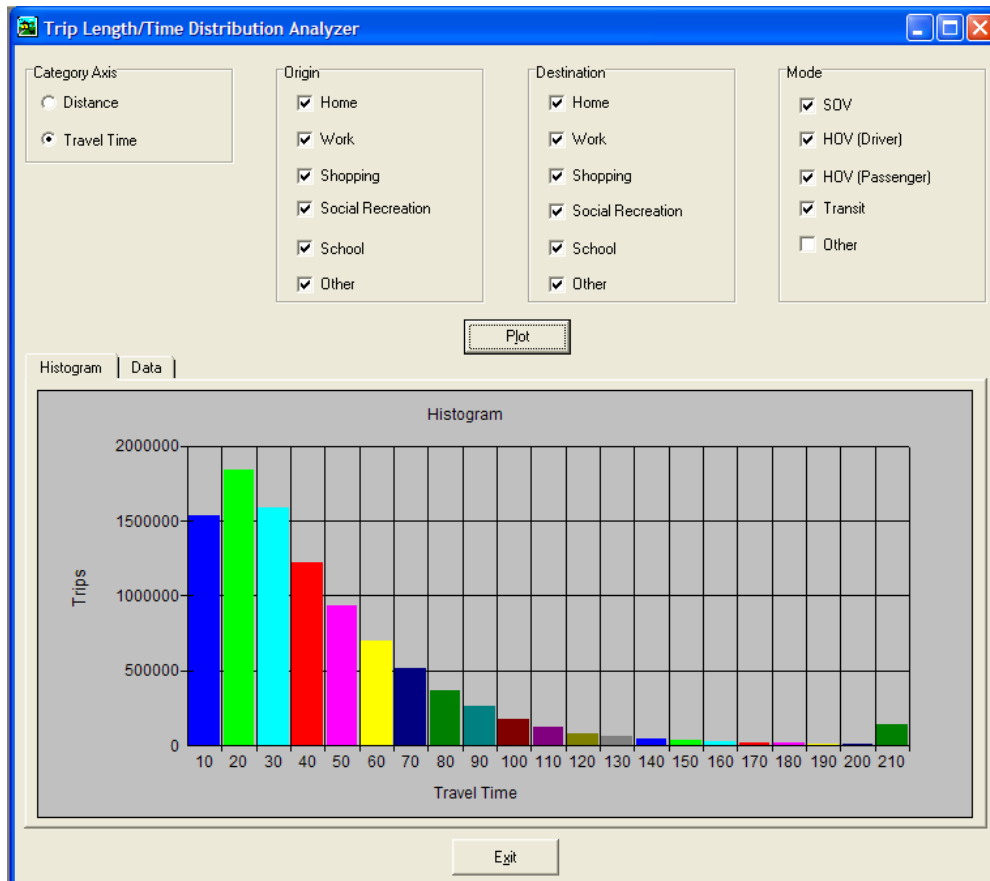 Trip Length/Time Distribution Analyzer
Category Axis
Distance
Travel Time
Origin
Home
Work
Shopping
Social Recreation
School
Other
Destination
Home
Work
Shopping
Social Recreation
School
Other
Mode
SOV
HOV (Driver)
HOV (Passenger)
Transit
Other
Plot
Histogram Data
Histogram
2000000
1500000
1000000
500000
0
Trips
10 20 30 40 50 60 70 80 90 100 110 120 130 140 150 160 170 180 190 200 210
Travel Time
Exit